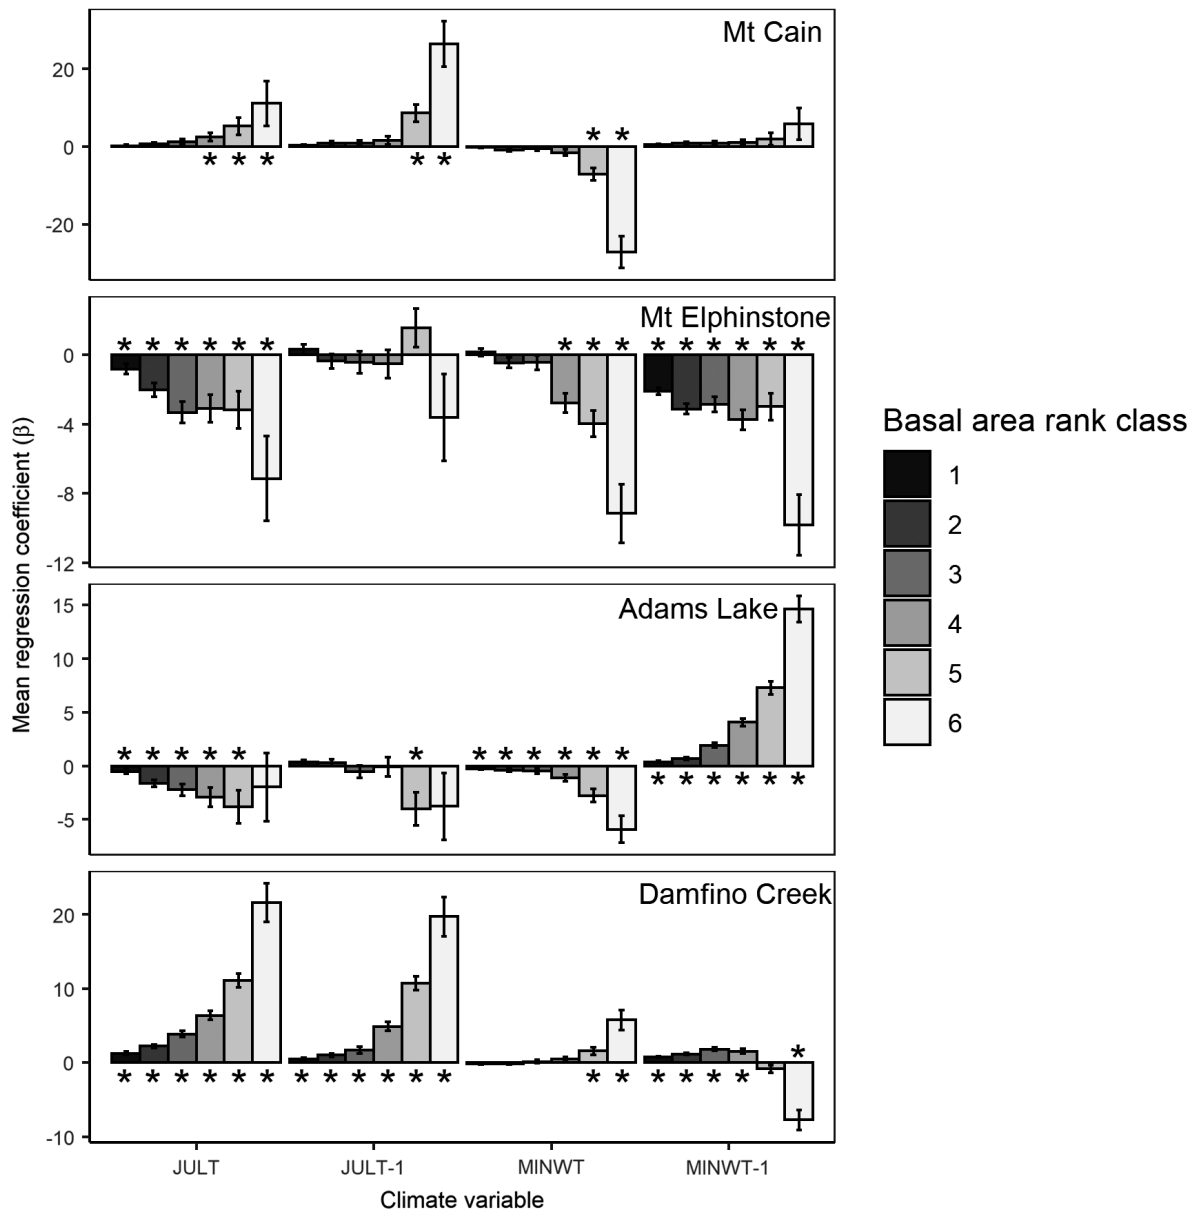 Mt Cain
20
0
-20
* * *
* *
* *
Mt Elphinstone
0
-4
-8
-12
* * * * * *
* * *
* * * * * *
Adams Lake
15
10
5
0
-5
* * * * *
*
* * * * * *
* * * * * *
Damfino Creek
20
10
0
-10
* * * * * *
* * * * * *
* *
* * * *
*
JULT
JULT-1
MINWT
MINWT-1
Climate variable
Mean regression coefficient (β)
Basal area rank class
1
2
3
4
5
6